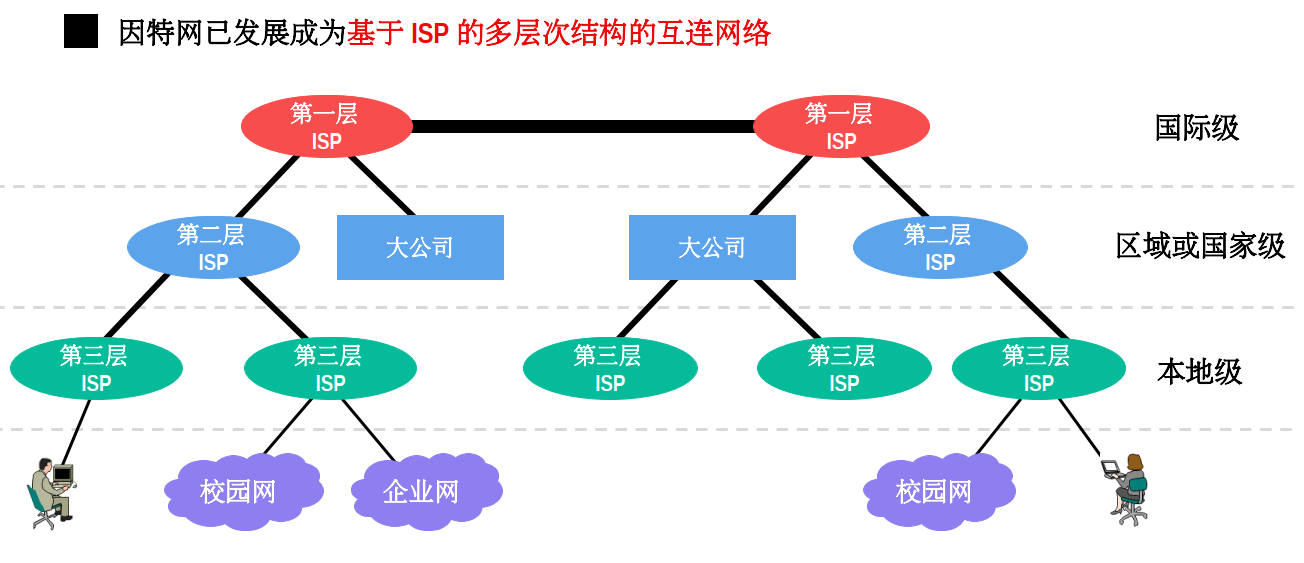 因特网已发展成为基于 ISP 的多层次结构的互连网络
第一层
ISP
第一层
ISP
国际级
第二层
ISP
大公司
大公司
第二层
ISP
区域或国家级
第三层
ISP
第三层
ISP
第三层
ISP
第三层
ISP
第三层
ISP
本地级
校园网
企业网
校园网